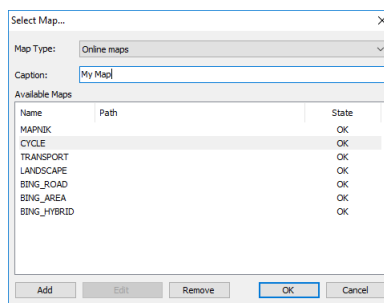 Select Map...
Map Type: Online maps
Caption: My Map
Available Maps
Name Path State
MAPNIK OK
CYCLE OK
TRANSPORT OK
LANDSCAPE OK
BING_ROAD OK
BING_AREA OK
BING_HYBRID OK
Add Edit Remove OK Cancel